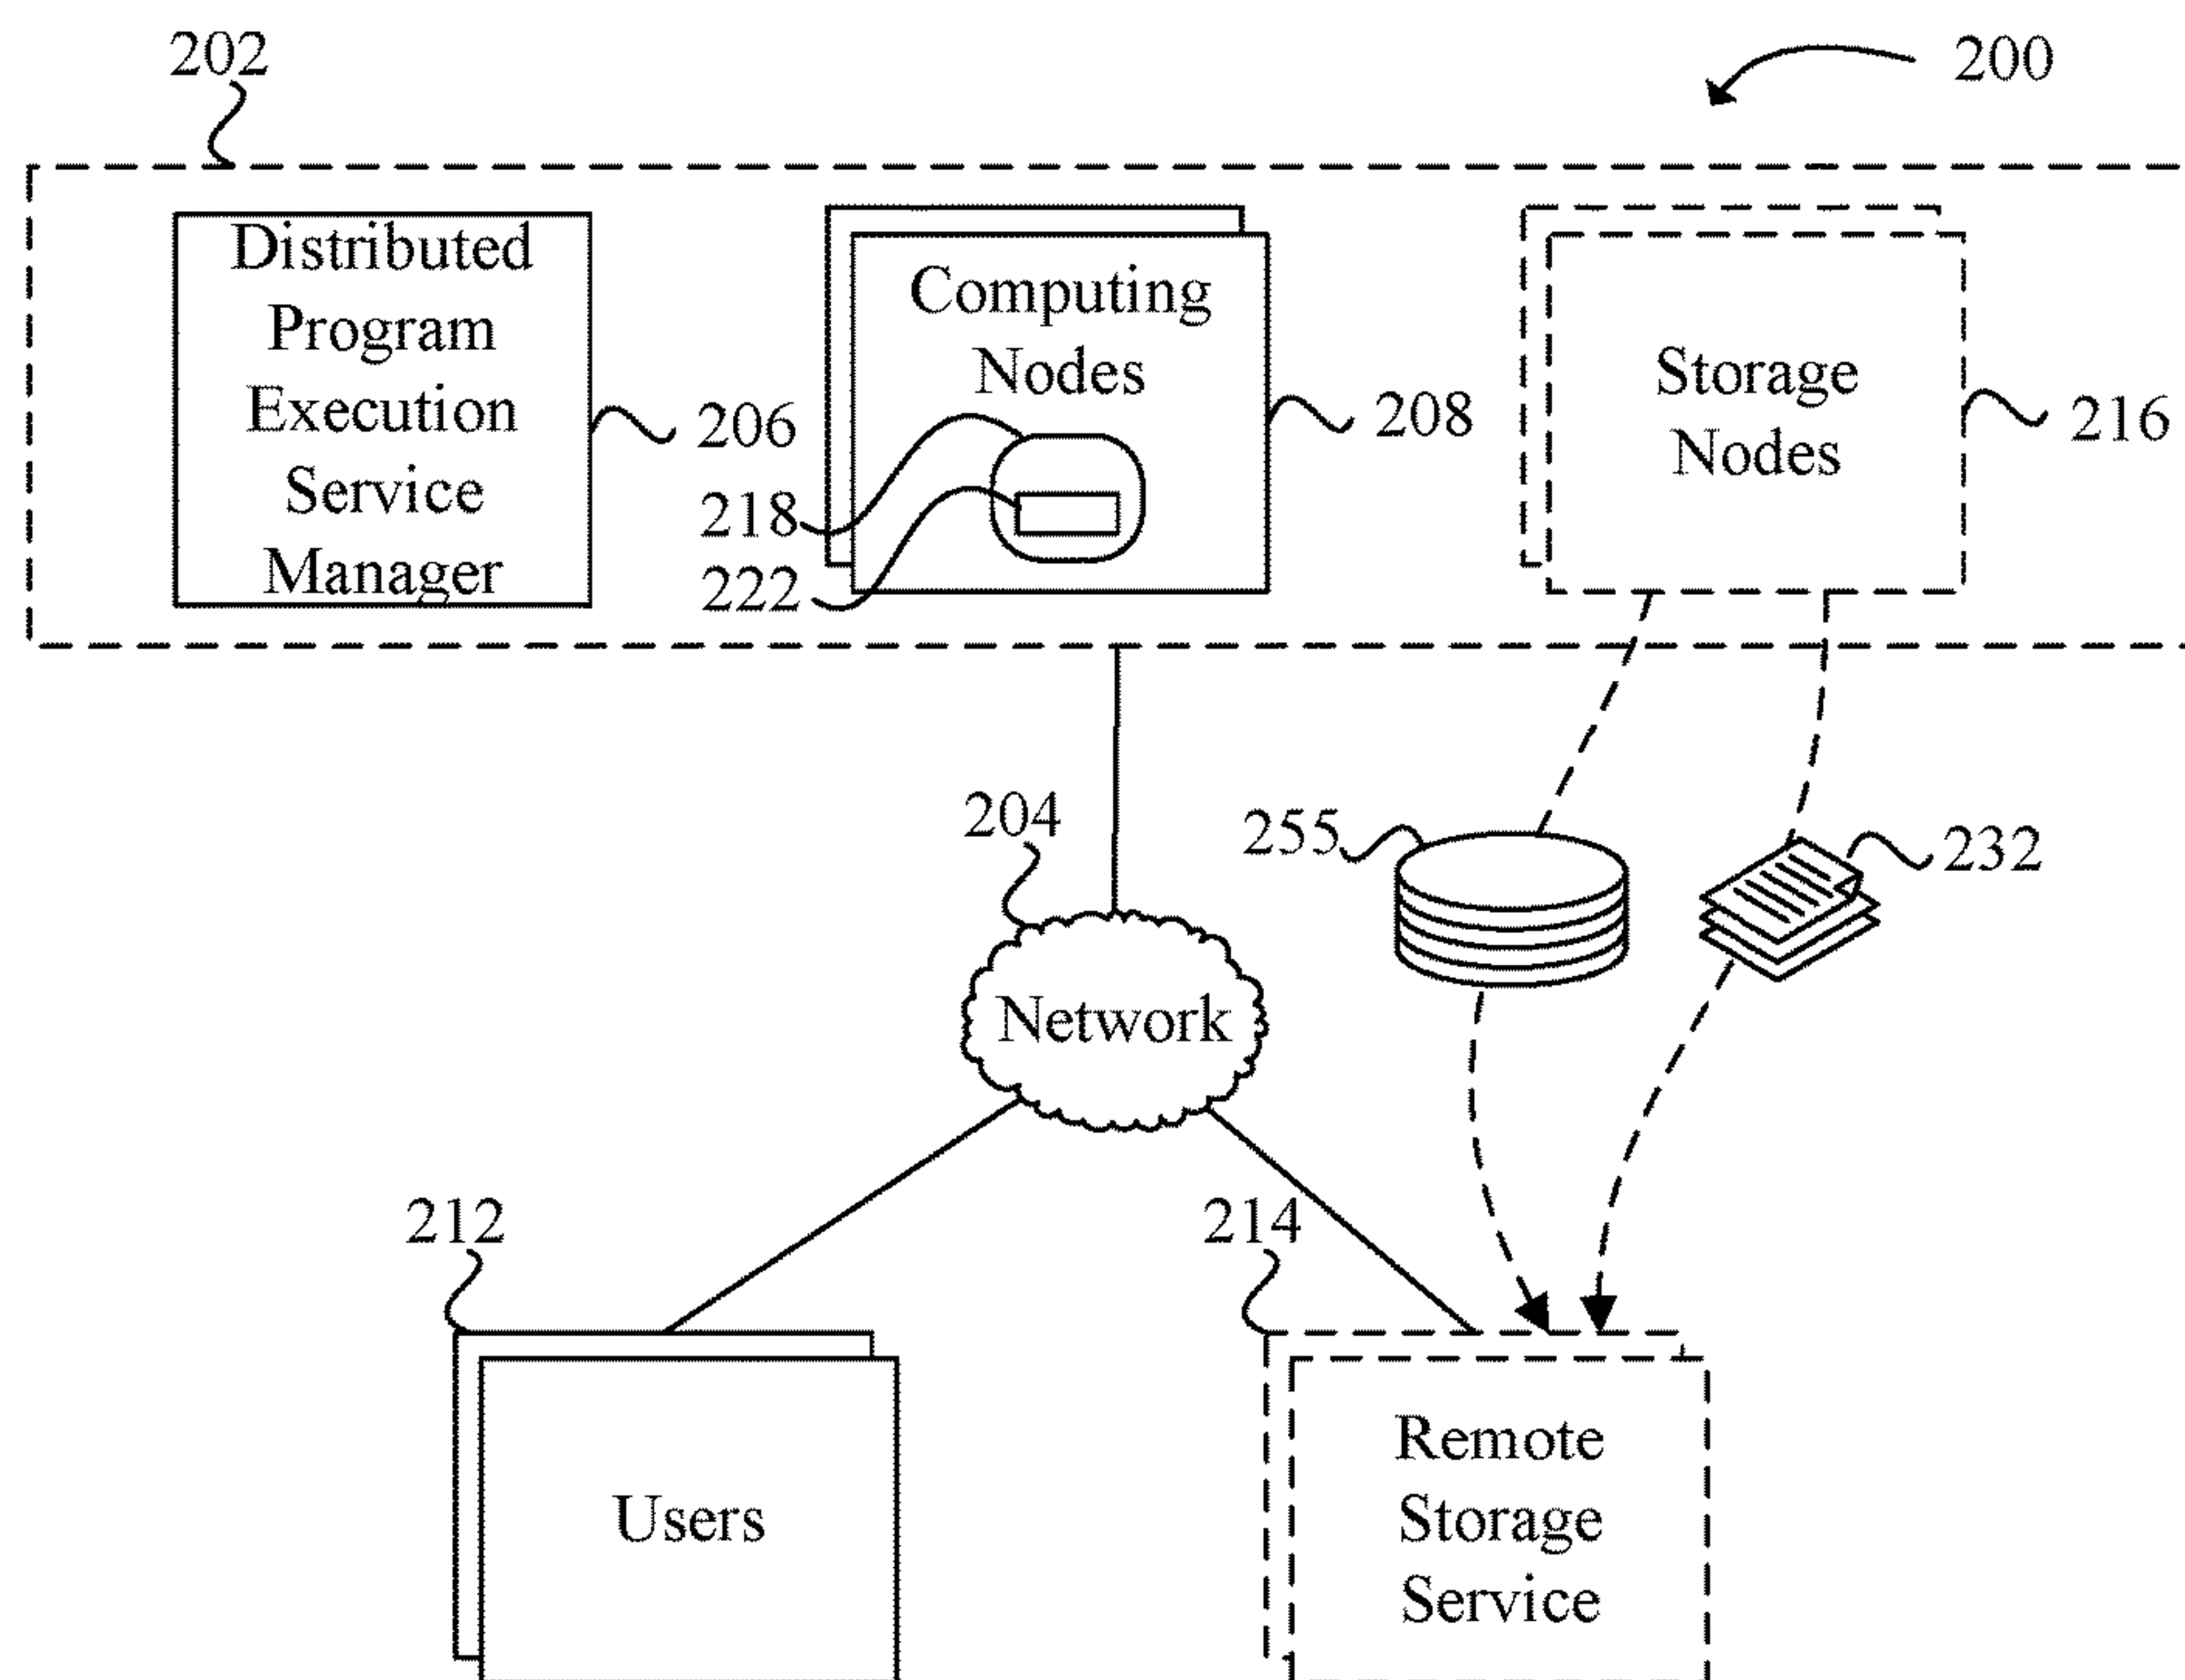 202
200
Distributed
Program
Execution
Service
Manager
206
Computing
Nodes
208
218
222
Storage
Nodes
216
204
255
232
Network
212
214
Users
Remote
Storage
Service